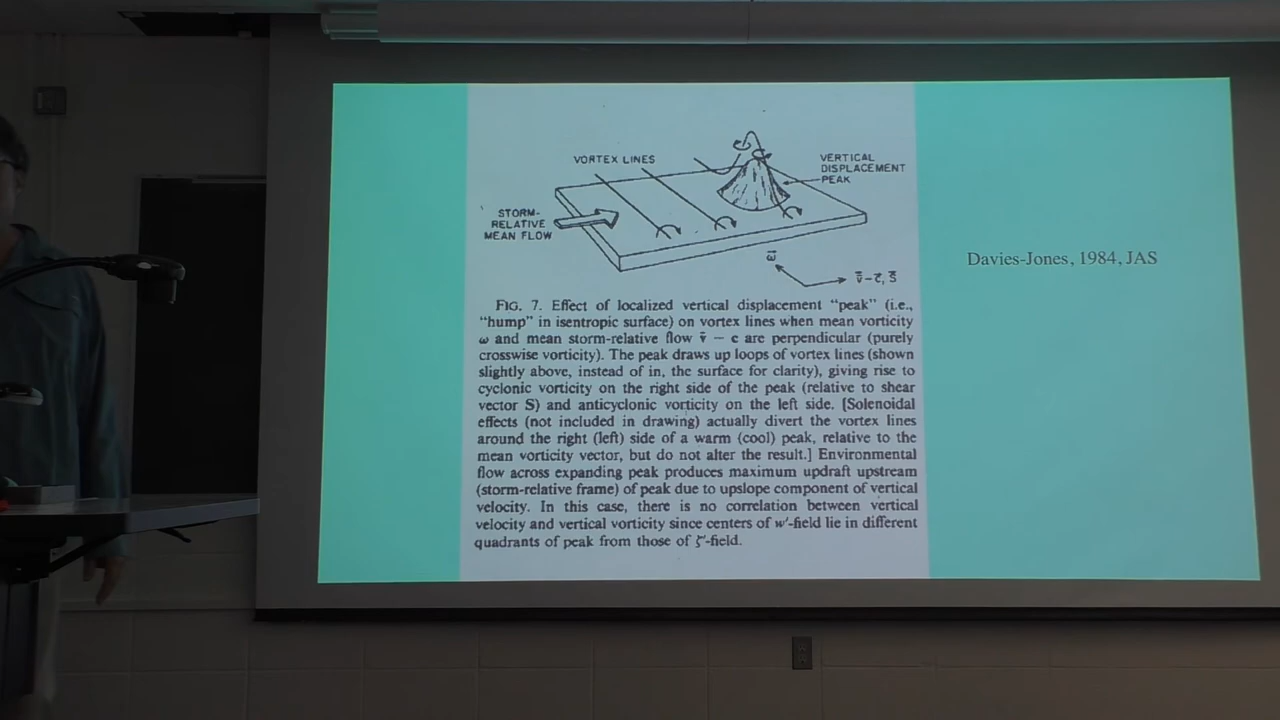 VORTEX LINES
VERTICAL
DISPLACEMENT
PEAK
STORM-
RELATIVE
MEAN FLOW
ω⃗
v̄⃗-c⃗, S⃗
Davies-Jones, 1984, JAS
FIG. 7. Effect of localized vertical displacement "peak" (i.e.,
"hump" in isentropic surface) on vortex lines when mean vorticity
ω and mean storm-relative flow v̄ − c are perpendicular (purely
crosswise vorticity). The peak draws up loops of vortex lines (shown
slightly above, instead of in, the surface for clarity), giving rise to
cyclonic vorticity on the right side of the peak (relative to shear
vector S) and anticyclonic vorticity on the left side. [Solenoidal
effects (not included in drawing) actually divert the vortex lines
around the right (left) side of a warm (cool) peak, relative to the
mean vorticity vector, but do not alter the result.] Environmental
flow across expanding peak produces maximum updraft upstream
(storm-relative frame) of peak due to upslope component of vertical
velocity. In this case, there is no correlation between vertical
velocity and vertical vorticity since centers of w′-field lie in different
quadrants of peak from those of ζ′-field.